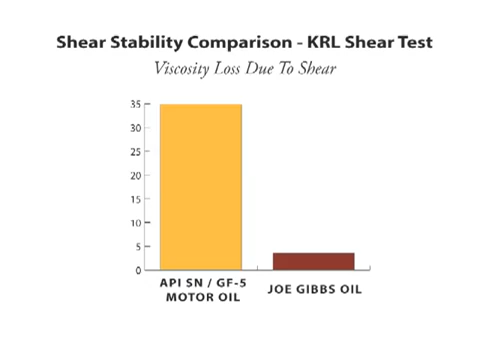 Shear Stability Comparison - KRL Shear Test
Viscosity Loss Due To Shear
35
30
25
20
15
10
5
0
API SN / GF-5
MOTOR OIL
JOE GIBBS OIL